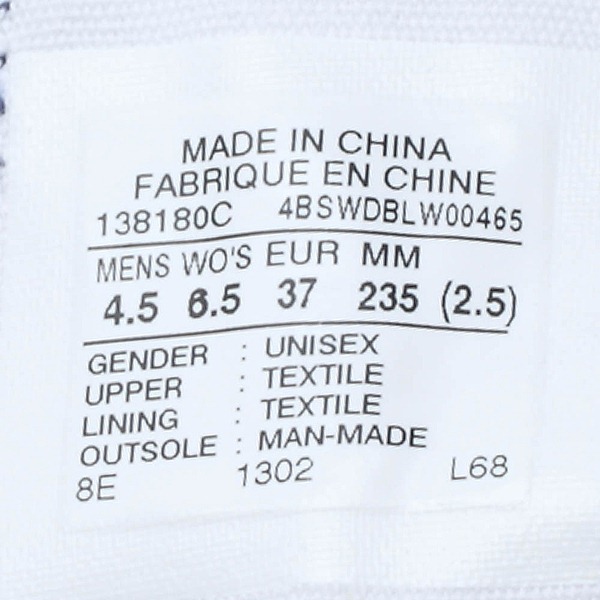 MADE IN CHINA
FABRIQUE EN CHINE
138180C 4BSWDBLW00465
MENS WO'S EUR MM
4.5 6.5 37 235 (2.5)
GENDER : UNISEX
UPPER : TEXTILE
LINING : TEXTILE
OUTSOLE : MAN-MADE
8E 1302 L68